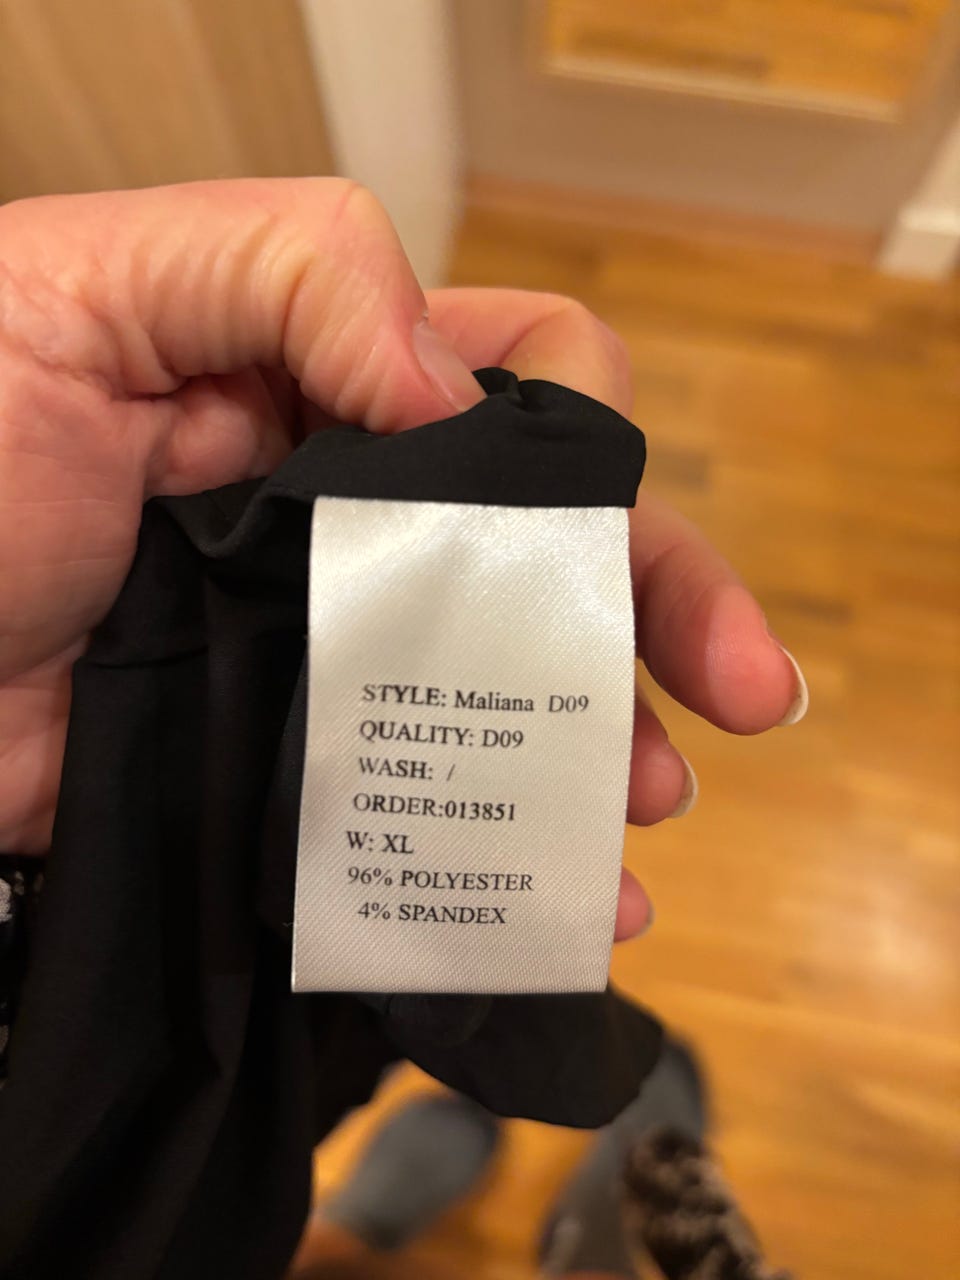 STYLE: Maliana D09
QUALITY: D09
WASH: /
ORDER:013851
W: XL
96% POLYESTER
4% SPANDEX